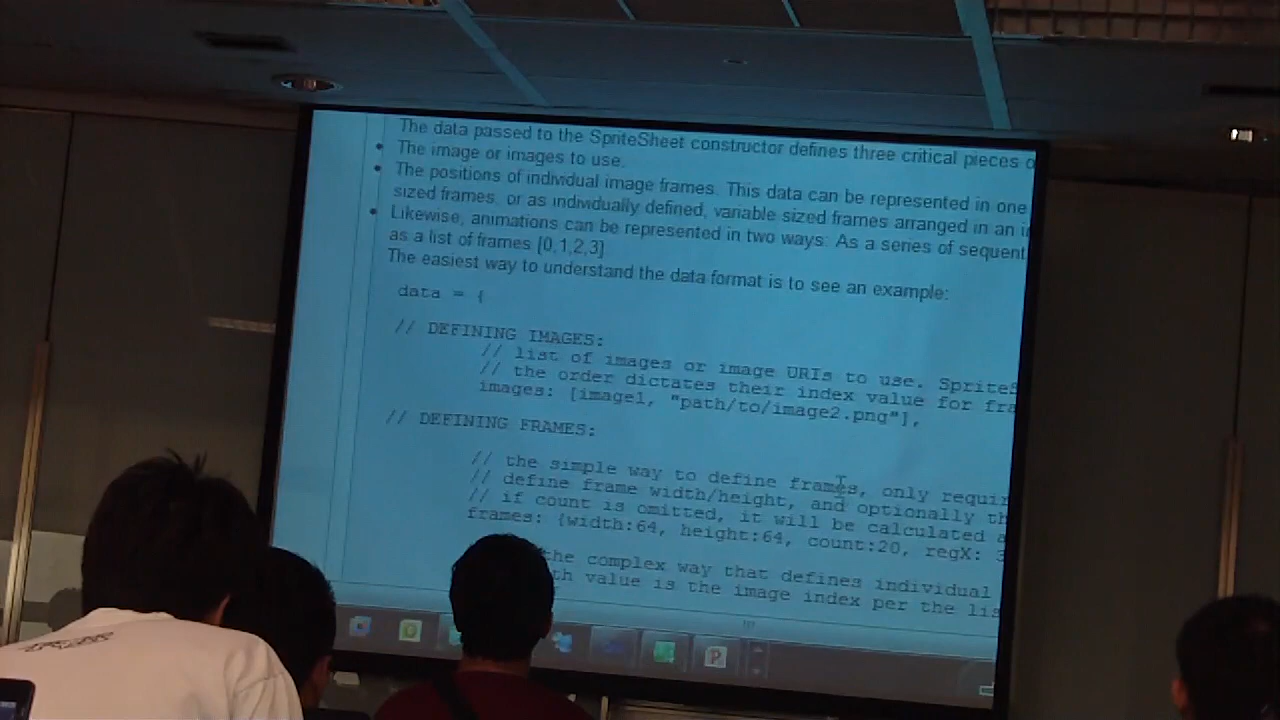 The data passed to the SpriteSheet constructor defines three critical pieces o
• The image or images to use.
• The positions of individual image frames. This data can be represented in one
sized frames, or as individually defined, variable sized frames arranged in an i
• Likewise, animations can be represented in two ways: As a series of sequent
as a list of frames [0,1,2,3]
The easiest way to understand the data format is to see an example:
data = {
// DEFINING IMAGES:
// list of images or image URIs to use. SpriteS
// the order dictates their index value for fra
images: [image1, "path/to/image2.png"],
// DEFINING FRAMES:
// the simple way to define frames, only requir
// define frame width/height, and optionally th
// if count is omitted, it will be calculated a
frames: {width:64, height:64, count:20, regX: 3
the complex way that defines individual
th value is the image index per the lis